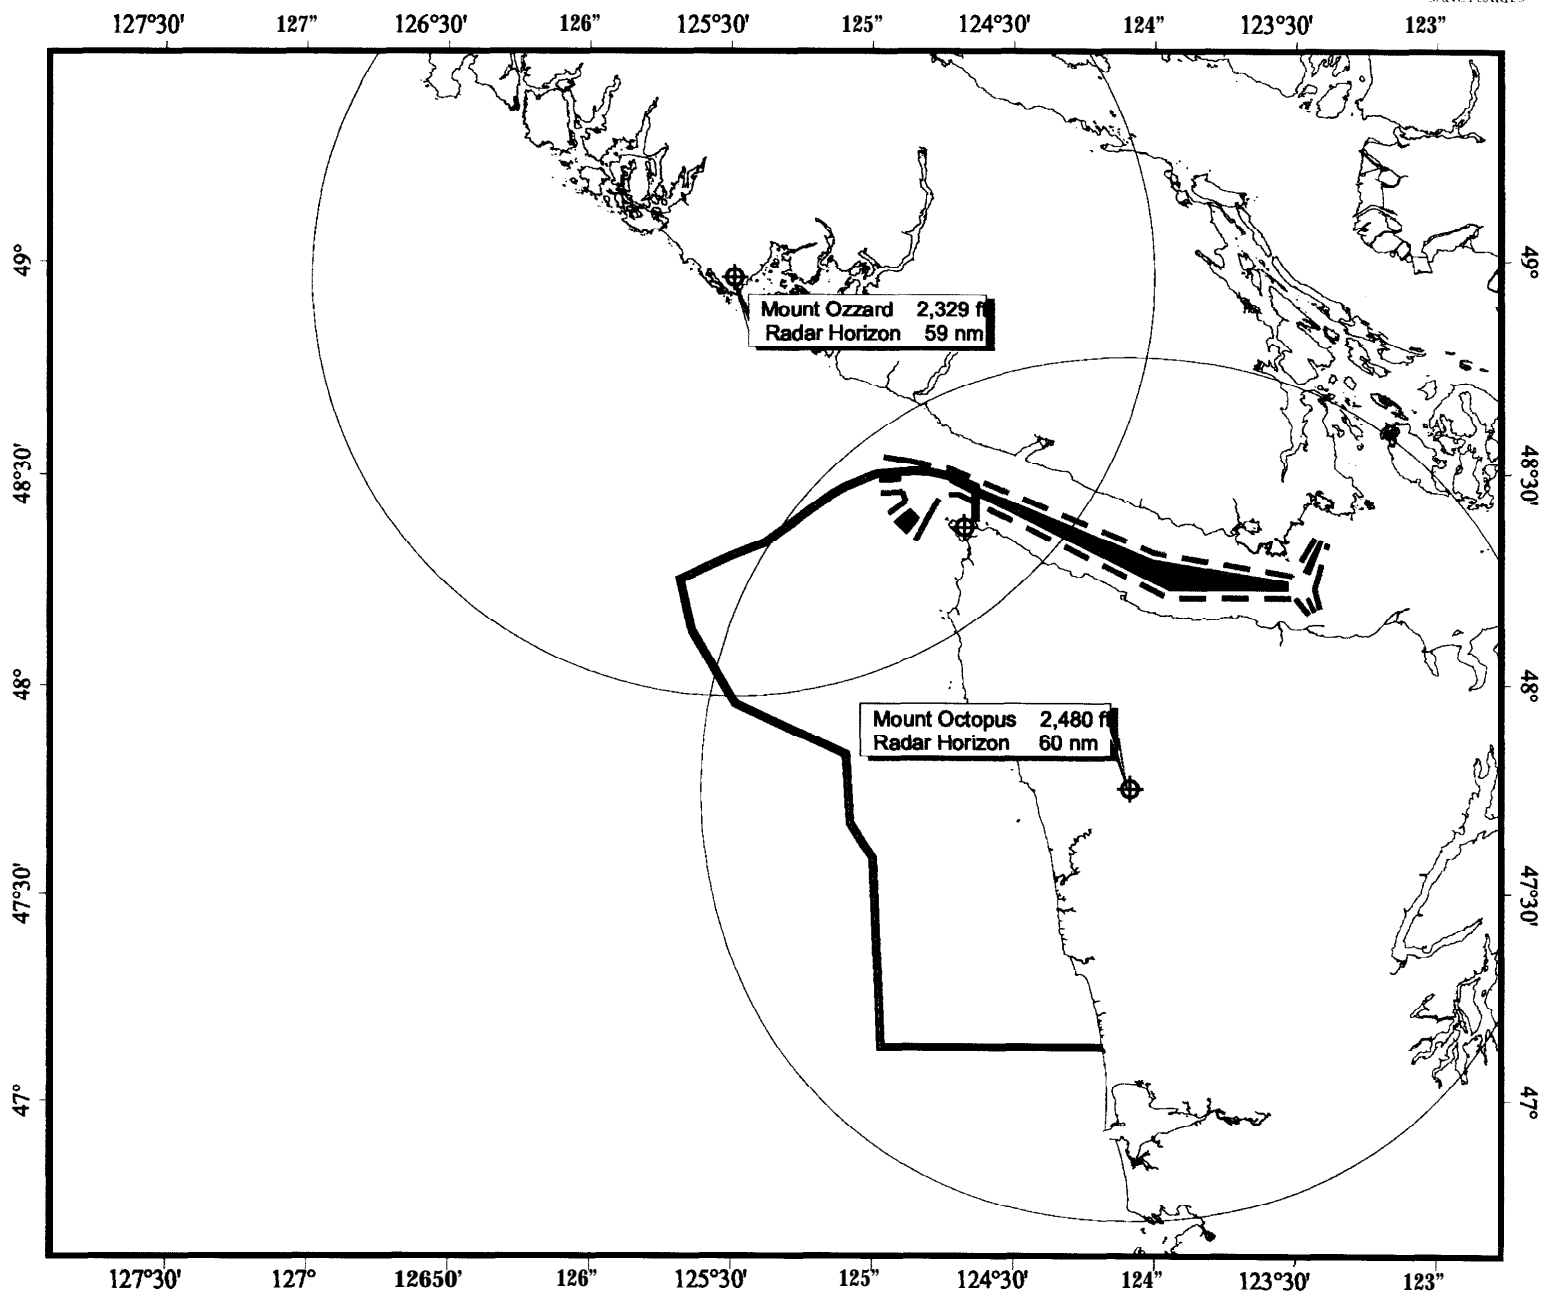 127°30' 127" 126°30' 126" 125°30' 125" 124°30' 124" 123°30' 123"
49° 49°
Mount Ozzard 2,329 ft
Radar Horizon 59 nm
48°30' 48°30'
48° 48°
Mount Octopus 2,480 ft
Radar Horizon 60 nm
47°30' 47°30'
47° 47°
127°30' 127° 12650' 126" 125°30' 125" 124°30' 124" 123°30' 123"